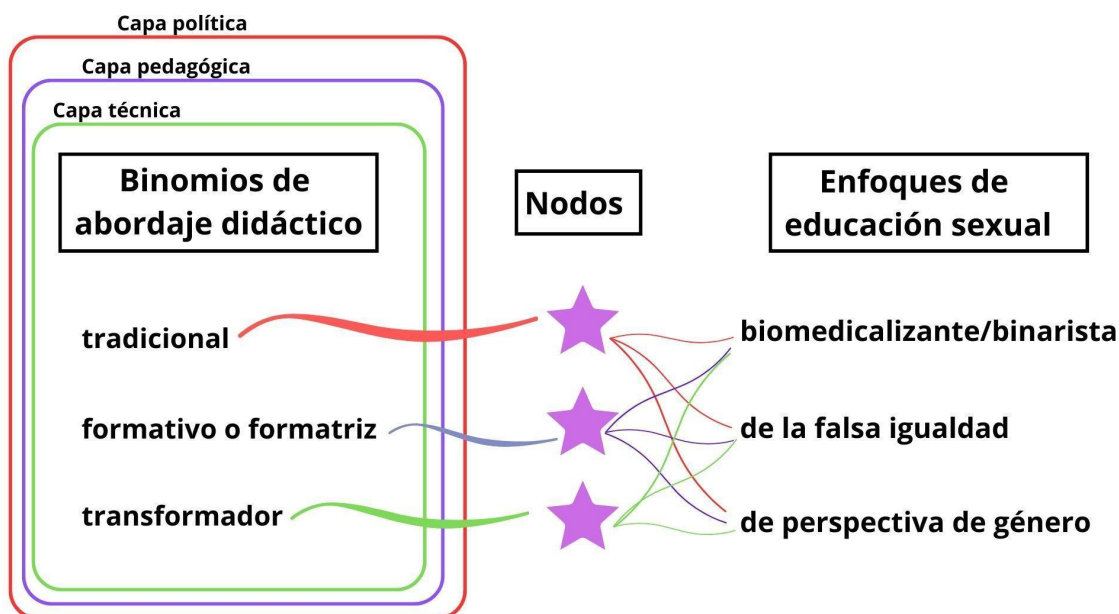 Capa política
Capa pedagógica
Capa técnica
Binomios de
abordaje didáctico
Nodos
Enfoques de
educación sexual
tradicional
biomedicalizante/binarista
formativo o formatriz
de la falsa igualdad
transformador
de perspectiva de género